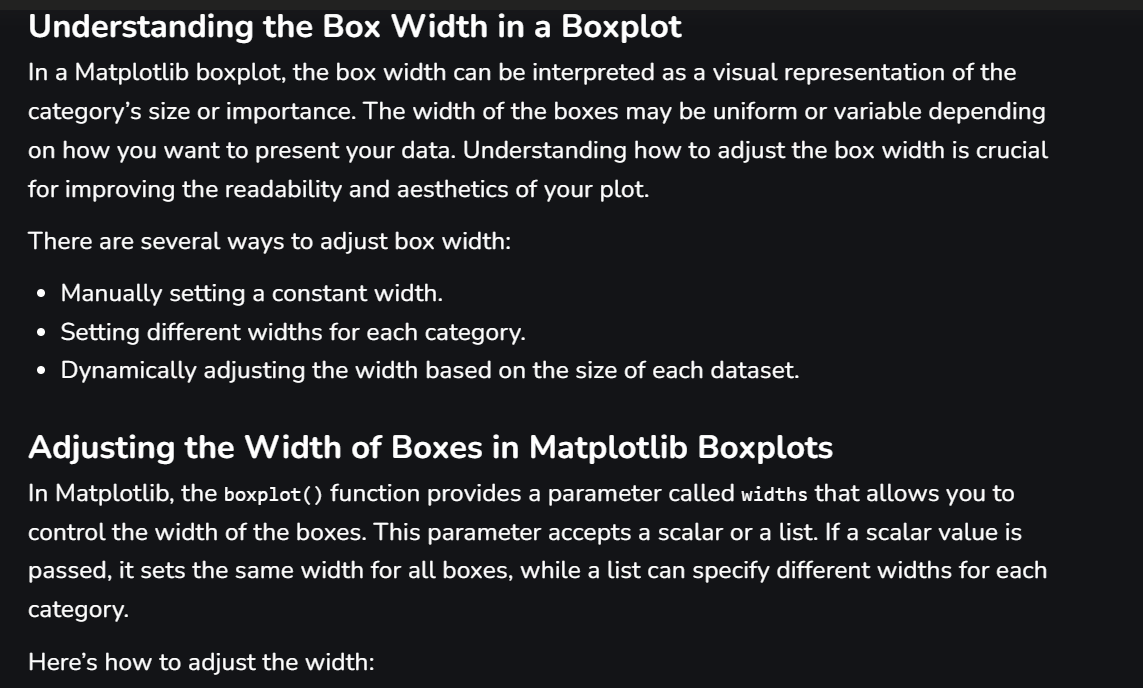 Understanding the Box Width in a Boxplot
In a Matplotlib boxplot, the box width can be interpreted as a visual representation of the
category’s size or importance. The width of the boxes may be uniform or variable depending
on how you want to present your data. Understanding how to adjust the box width is crucial
for improving the readability and aesthetics of your plot.
There are several ways to adjust box width:
• Manually setting a constant width.
• Setting different widths for each category.
• Dynamically adjusting the width based on the size of each dataset.
Adjusting the Width of Boxes in Matplotlib Boxplots
In Matplotlib, the boxplot() function provides a parameter called widths that allows you to
control the width of the boxes. This parameter accepts a scalar or a list. If a scalar value is
passed, it sets the same width for all boxes, while a list can specify different widths for each
category.
Here’s how to adjust the width: